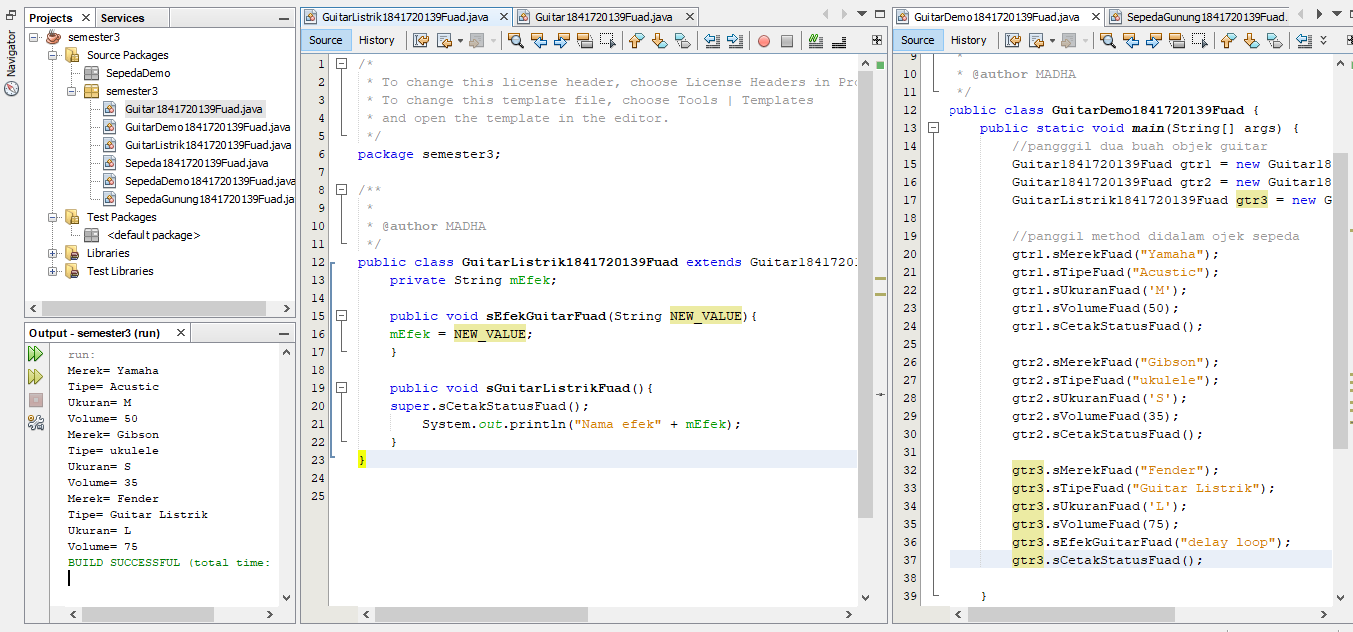 Projects
Services
Navigator
semester3
Source Packages
SepedaDemo
semester3
Guitar1841720139Fuad.java
GuitarDemo1841720139Fuad.java
GuitarListrik1841720139Fuad.java
Sepeda1841720139Fuad.java
SepedaDemo1841720139Fuad.java
SepedaGunung1841720139Fuad.ja
Test Packages
<default package>
Libraries
Test Libraries
Output - semester3 (run)
run:
Merek= Yamaha
Tipe= Acustic
Ukuran= M
Volume= 50
Merek= Gibson
Tipe= ukulele
Ukuran= S
Volume= 35
Merek= Fender
Tipe= Guitar Listrik
Ukuran= L
Volume= 75
BUILD SUCCESSFUL (total time:
GuitarListrik1841720139Fuad.java
Guitar1841720139Fuad.java
Source
History
1 /*
2 * To change this license header, choose License Headers in Pro
3 * To change this template file, choose Tools | Templates
4 * and open the template in the editor.
5 */
6 package semester3;
7
8 /**
9 *
10 * @author MADHA
11 */
12 public class GuitarListrik1841720139Fuad extends Guitar18417201
13 private String mEfek;
14
15 public void sEfekGuitarFuad(String NEW_VALUE){
16 mEfek = NEW_VALUE;
17 }
18
19 public void sGuitarListrikFuad(){
20 super.sCetakStatusFuad();
21 System.out.println("Nama efek" + mEfek);
22 }
23 }
24
25
GuitarDemo1841720139Fuad.java
SepedaGunung1841720139Fuad.
Source
History
9 *
10 * @author MADHA
11 */
12 public class GuitarDemo1841720139Fuad {
13 public static void main(String[] args) {
14 //pangggil dua buah objek guitar
15 Guitar1841720139Fuad gtr1 = new Guitar18
16 Guitar1841720139Fuad gtr2 = new Guitar18
17 GuitarListrik1841720139Fuad gtr3 = new G
18
19 //panggil method didalam ojek sepeda
20 gtr1.sMerekFuad("Yamaha");
21 gtr1.sTipeFuad("Acustic");
22 gtr1.sUkuranFuad('M');
23 gtr1.sVolumeFuad(50);
24 gtr1.sCetakStatusFuad();
25
26 gtr2.sMerekFuad("Gibson");
27 gtr2.sTipeFuad("ukulele");
28 gtr2.sUkuranFuad('S');
29 gtr2.sVolumeFuad(35);
30 gtr2.sCetakStatusFuad();
31
32 gtr3.sMerekFuad("Fender");
33 gtr3.sTipeFuad("Guitar Listrik");
34 gtr3.sUkuranFuad('L');
35 gtr3.sVolumeFuad(75);
36 gtr3.sEfekGuitarFuad("delay loop");
37 gtr3.sCetakStatusFuad();
38
39 }